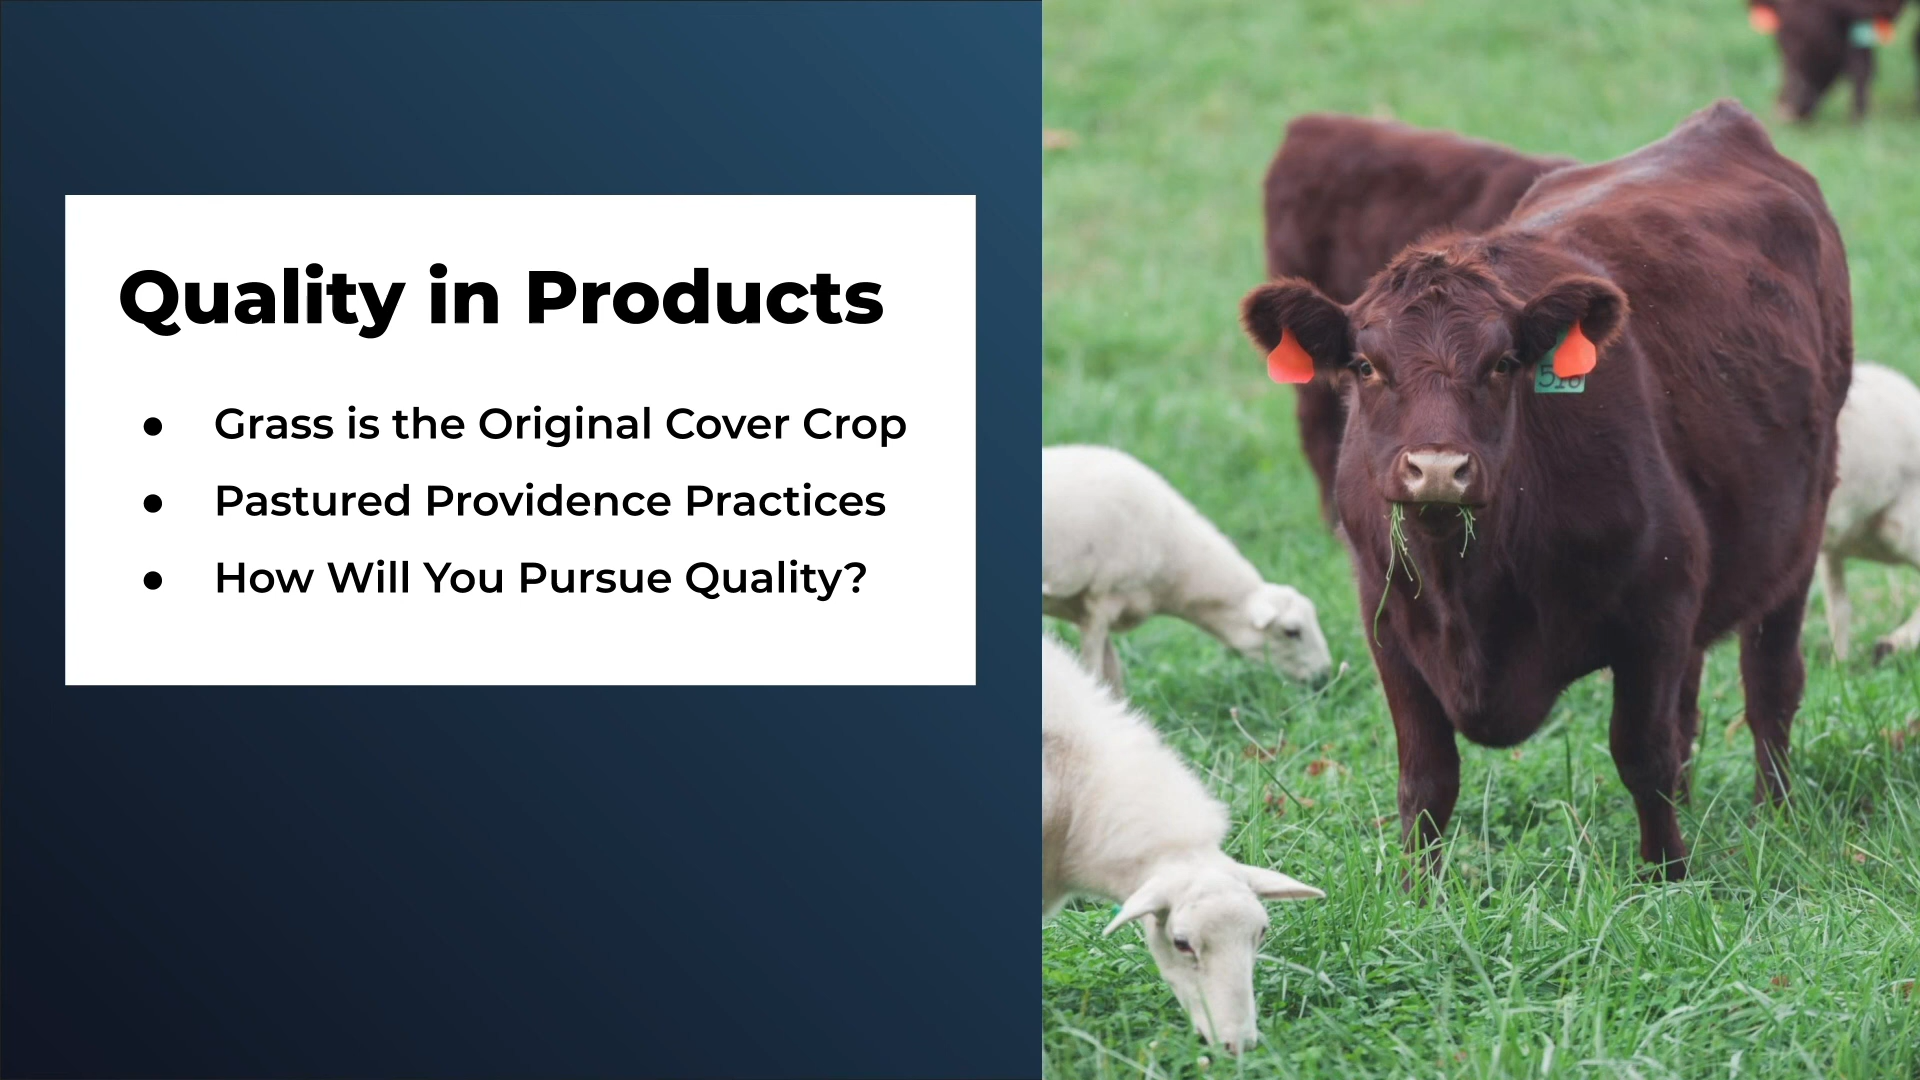 Quality in Products
● Grass is the Original Cover Crop
● Pastured Providence Practices
● How Will You Pursue Quality?